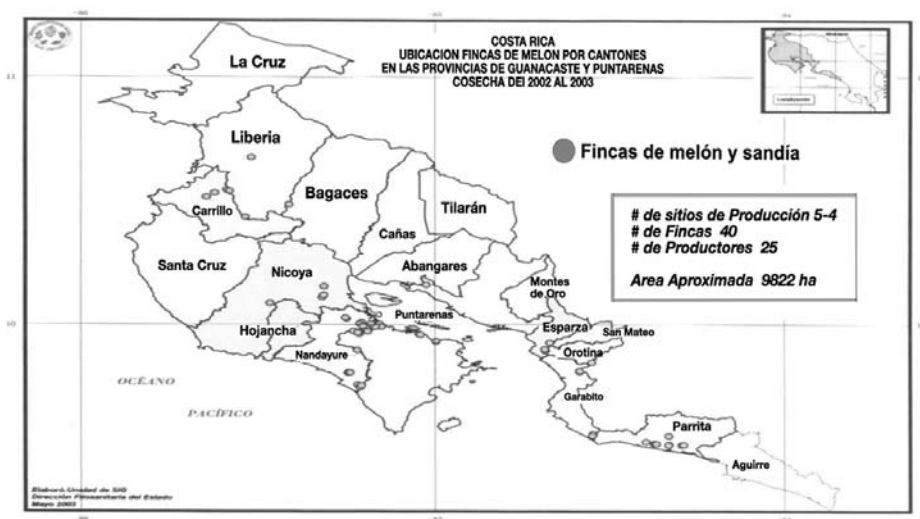 COSTA RICA
UBICACION FINCAS DE MELON POR CANTONES
EN LAS PROVINCIAS DE GUANACASTE Y PUNTARENAS
COSECHA DEl 2002 AL 2003
Fincas de melón y sandía
# de sitios de Producción 5-4
# de Fincas 40
# de Productores 25
Area Aproximada 9822 ha
La Cruz
Liberia
Bagaces
Carrillo
Tilarán
Cañas
Santa Cruz
Nicoya
Abangares
Montes
de Oro
Puntarenas
Hojancha
Esparza
San Mateo
Nandayure
Orotina
Garabito
Parrita
Aguirre
OCÉANO
PACÍFICO
11
10
Elaboró:Unidad de SIG
Dirección Fitosanitaria del Estado
Mayo 2003